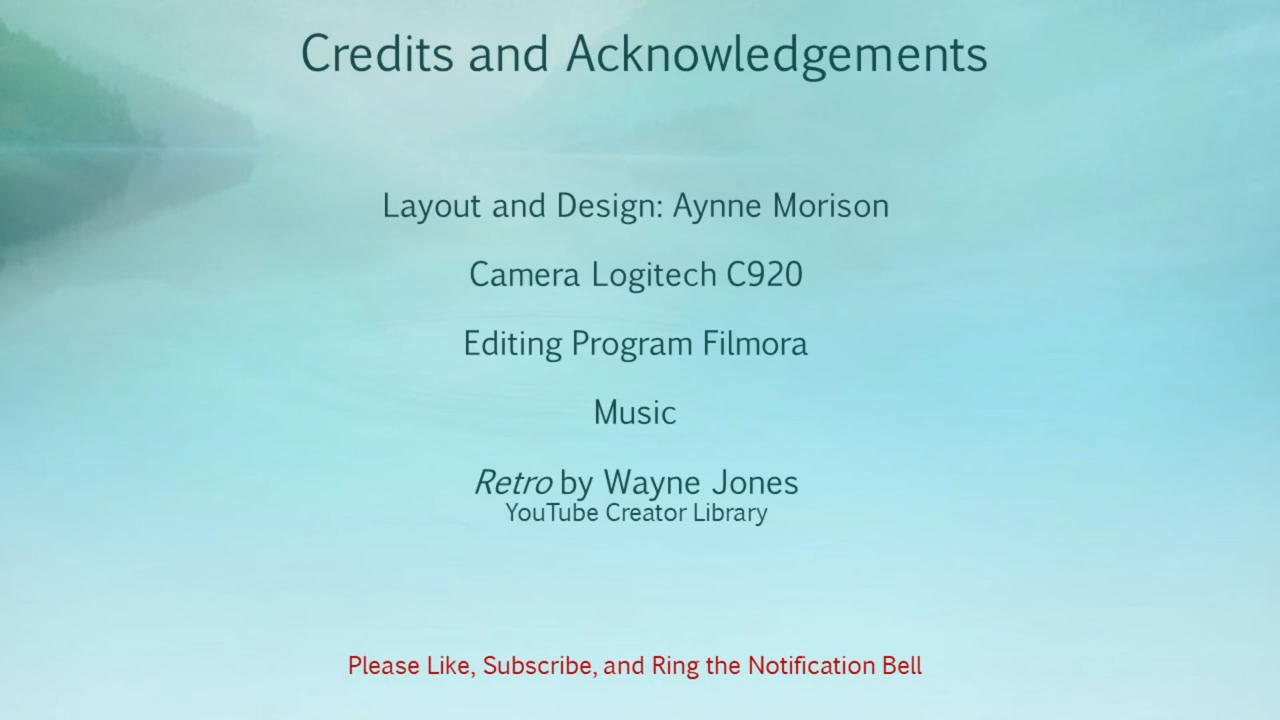 Credits and Acknowledgements
Layout and Design: Aynne Morison
Camera Logitech C920
Editing Program Filmora
Music
Retro by Wayne Jones
YouTube Creator Library
Please Like, Subscribe, and Ring the Notification Bell